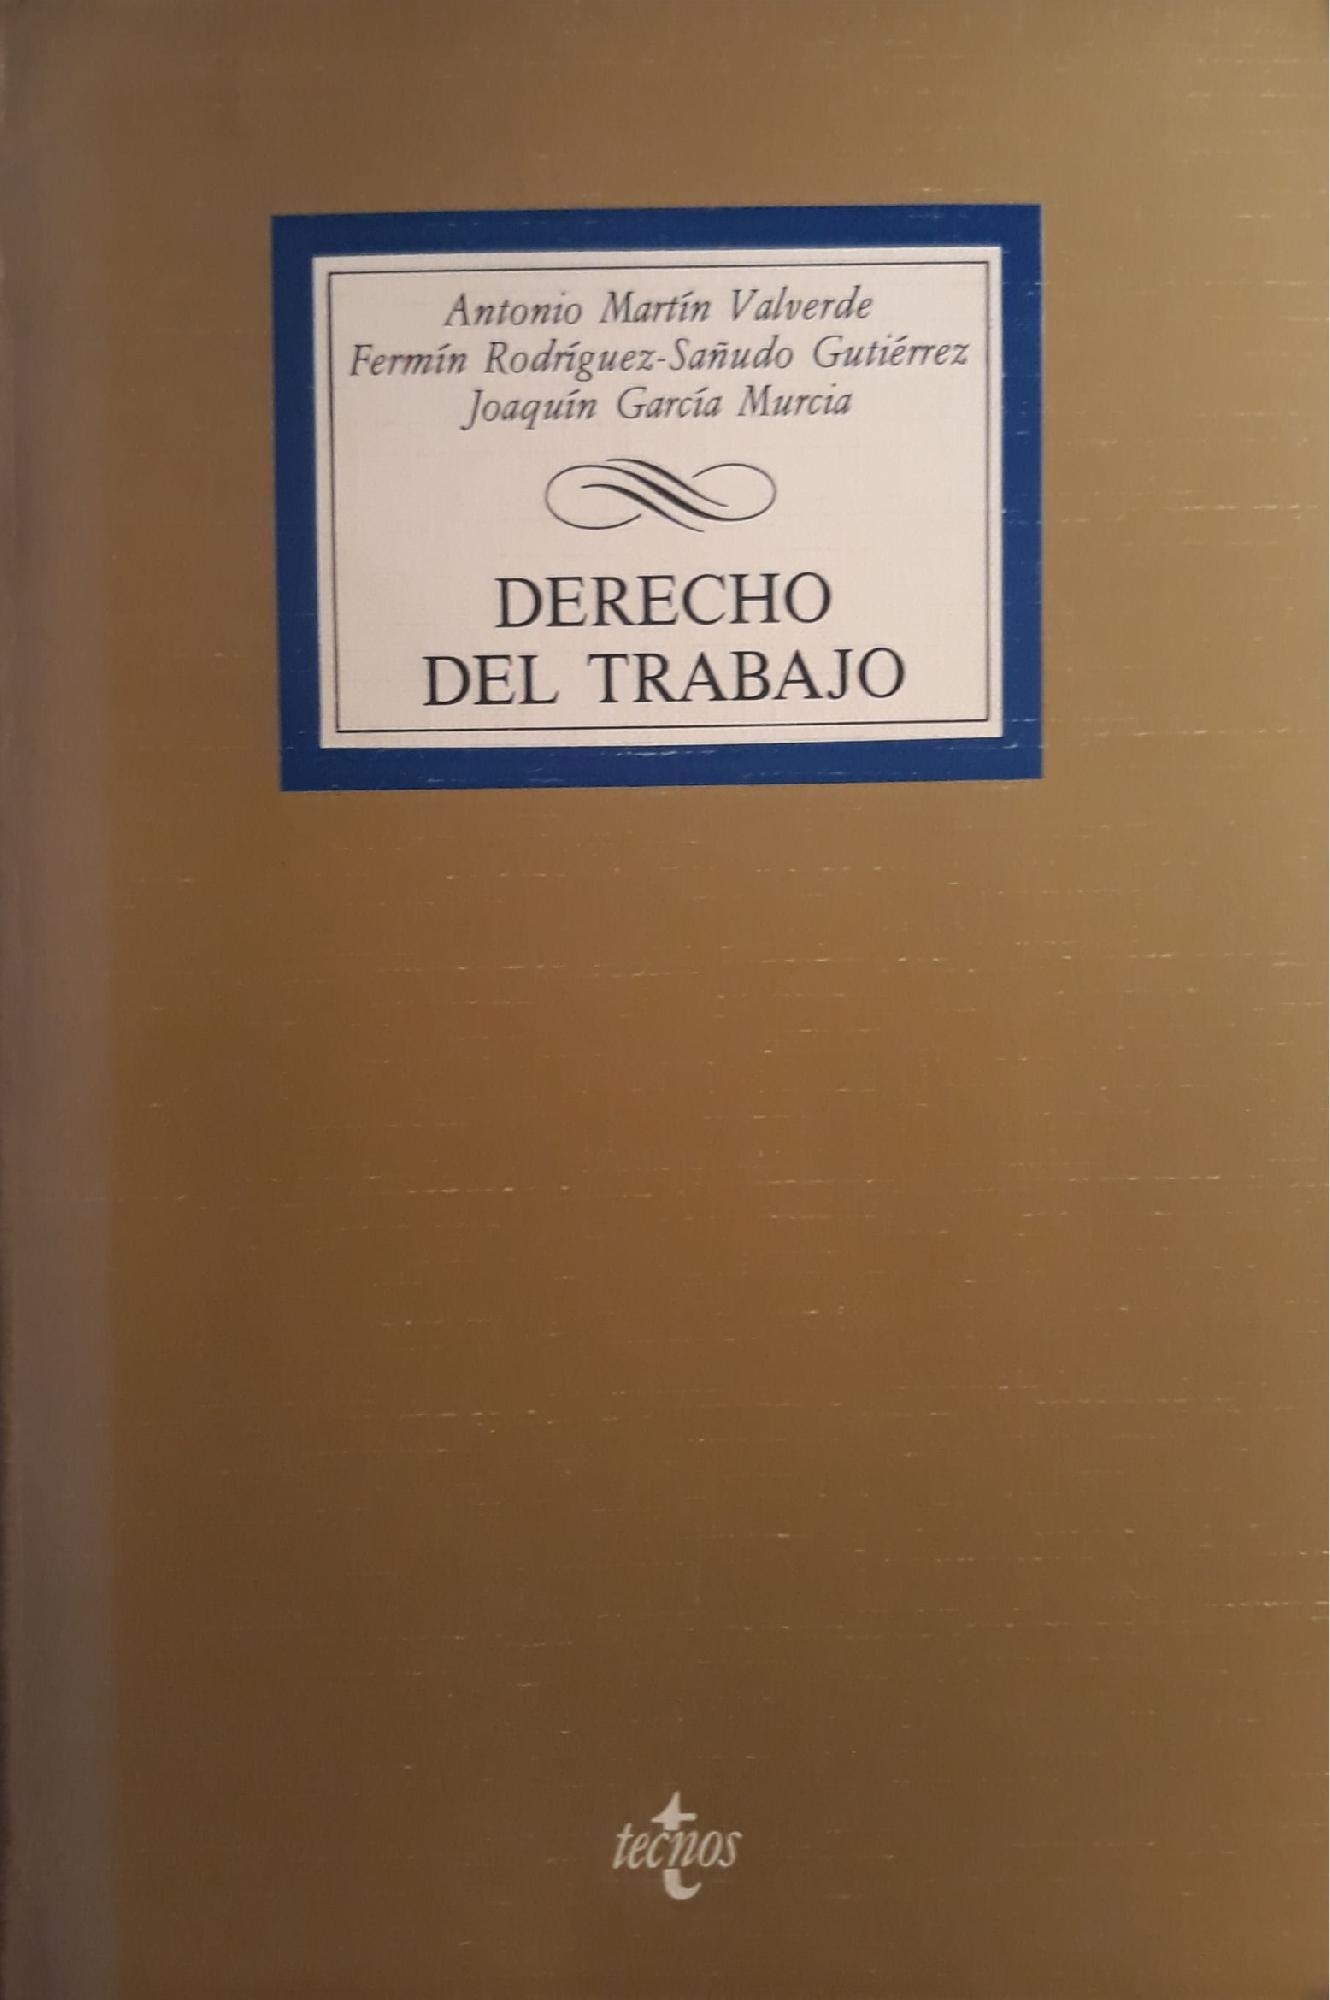 Antonio Martín Valverde
Fermín Rodríguez-Sañudo Gutiérrez
Joaquín García Murcia
DERECHO
DEL TRABAJO
tecnos